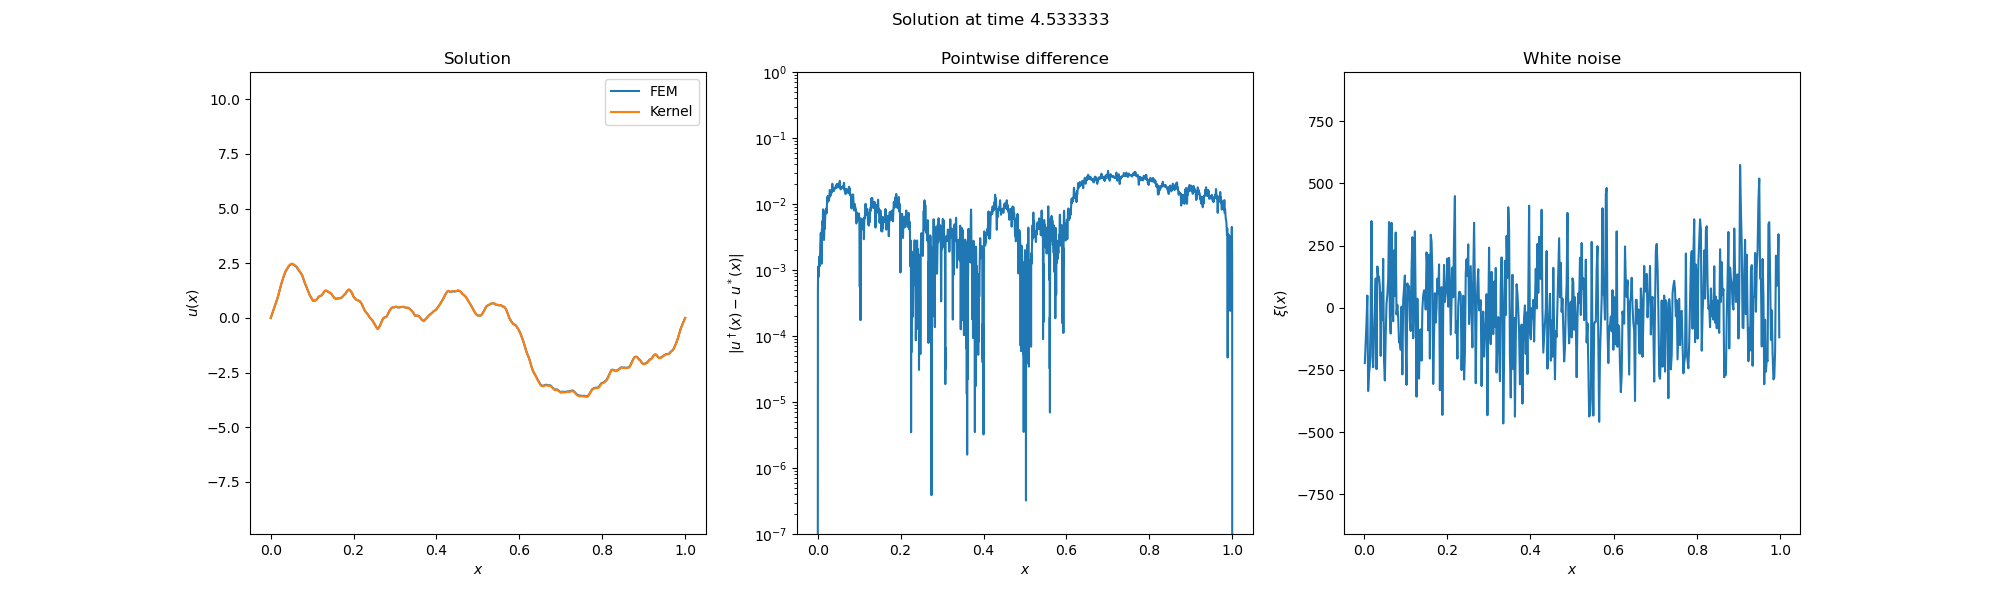 Solution at time 4.533333
Solution
10.0
7.5
5.0
2.5
0.0
−2.5
−5.0
−7.5
u(x)
0.0 0.2 0.4 0.6 0.8 1.0
x
FEM
Kernel
Pointwise difference
10⁰
10⁻¹
10⁻²
10⁻³
10⁻⁴
10⁻⁵
10⁻⁶
10⁻⁷
|u†(x) − u*(x)|
0.0 0.2 0.4 0.6 0.8 1.0
x
White noise
750
500
250
0
−250
−500
−750
ξ(x)
0.0 0.2 0.4 0.6 0.8 1.0
x